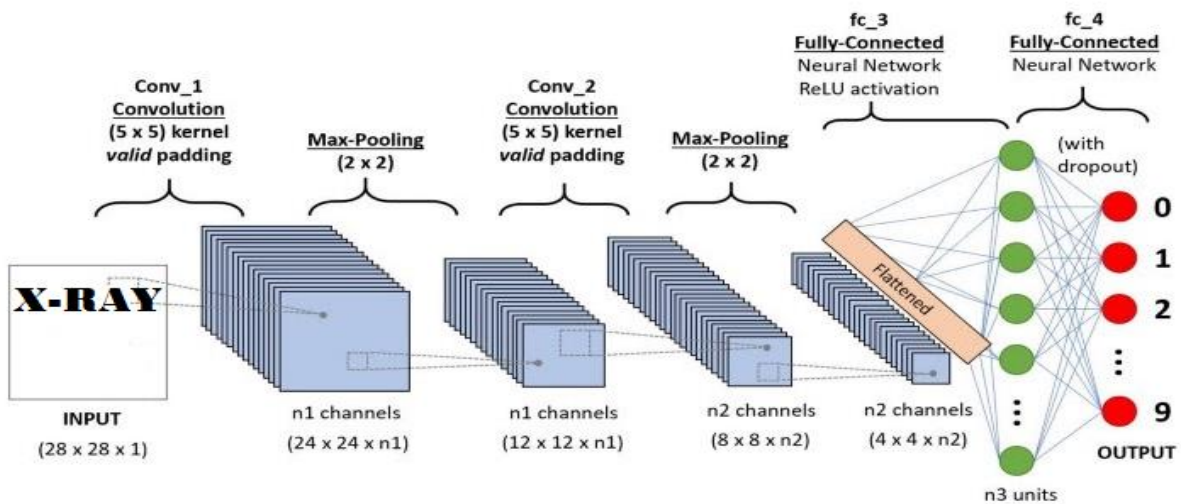 Conv_1
Convolution
(5 x 5) kernel
valid padding
Max-Pooling
(2 x 2)
Conv_2
Convolution
(5 x 5) kernel
valid padding
Max-Pooling
(2 x 2)
fc_3
Fully-Connected
Neural Network
ReLU activation
fc_4
Fully-Connected
Neural Network
(with
dropout)
X-RAY
Flattened
0
1
2
...
9
...
INPUT
(28 x 28 x 1)
n1 channels
(24 x 24 x n1)
n1 channels
(12 x 12 x n1)
n2 channels
(8 x 8 x n2)
n2 channels
(4 x 4 x n2)
n3 units
OUTPUT